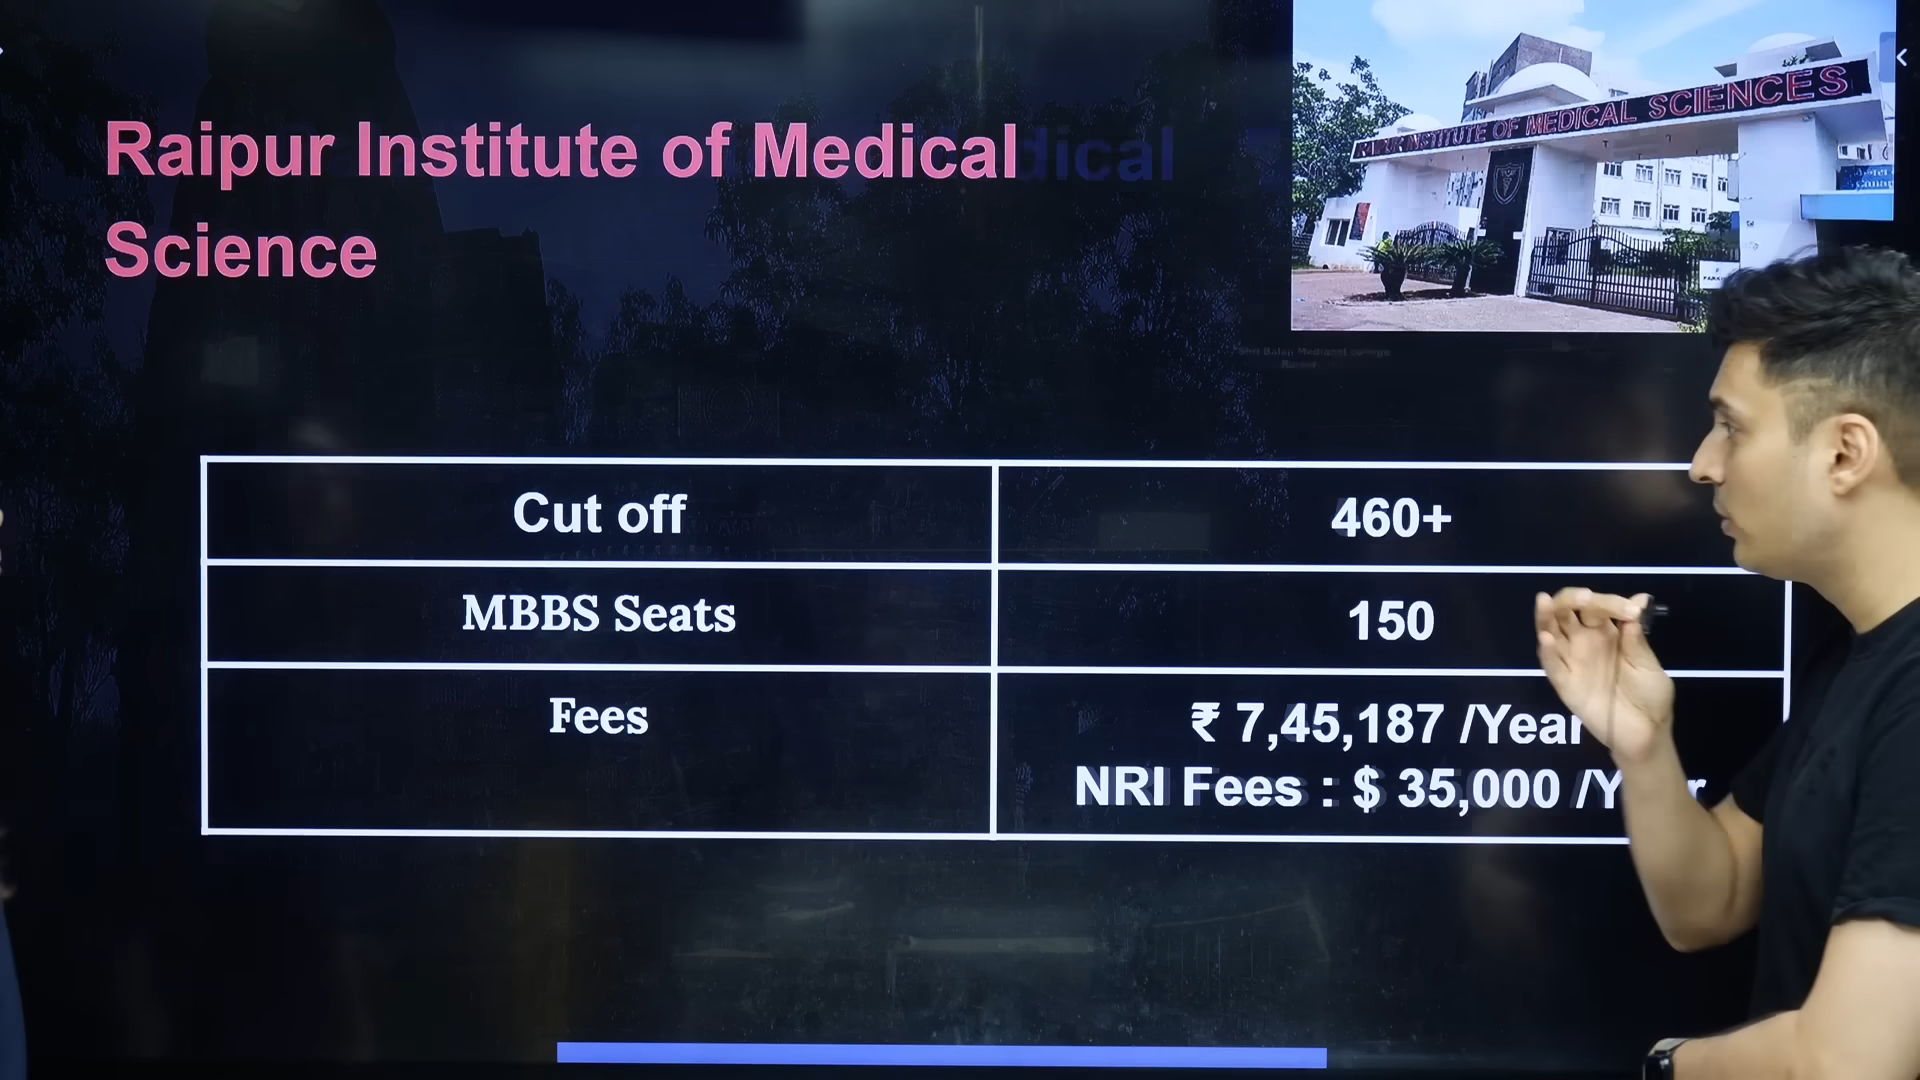 Raipur Institute of Medical
Science
RAIPUR INSTITUTE OF MEDICAL SCIENCES
Cut off
460+
MBBS Seats
150
Fees
₹ 7,45,187 /Year
NRI Fees : $ 35,000 /Y r